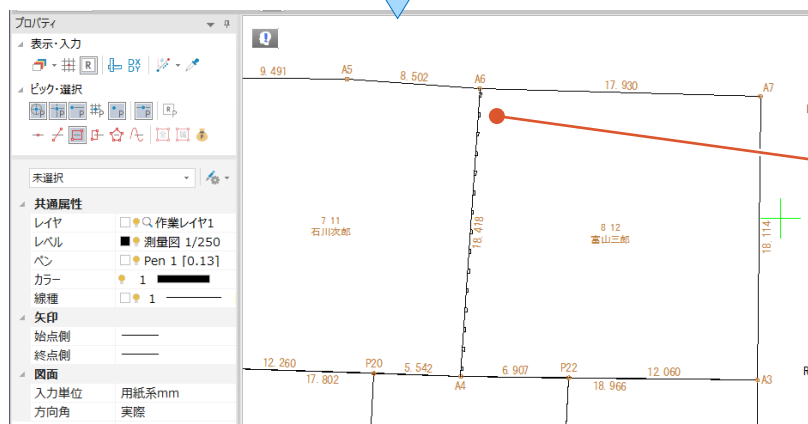 プロパティ
表示・入力
R
DX
DY
ピック・選択
P
P
P
P
P
P
RP
未選択
共通属性
レイヤ 作業レイヤ1
レベル 測量図 1/250
ペン Pen 1 [0.13]
カラー 1
線種 1
矢印
始点側
終点側
図面
入力単位 用紙系mm
方向角 実際
9.491
A5
8.502
A6
17.930
A7
7 11
石川次郎
18.418
8 12
富山三郎
18.114
12.260
17.802
P20
5.542
A4
6.907
P22
18.966
12.060
A3
R